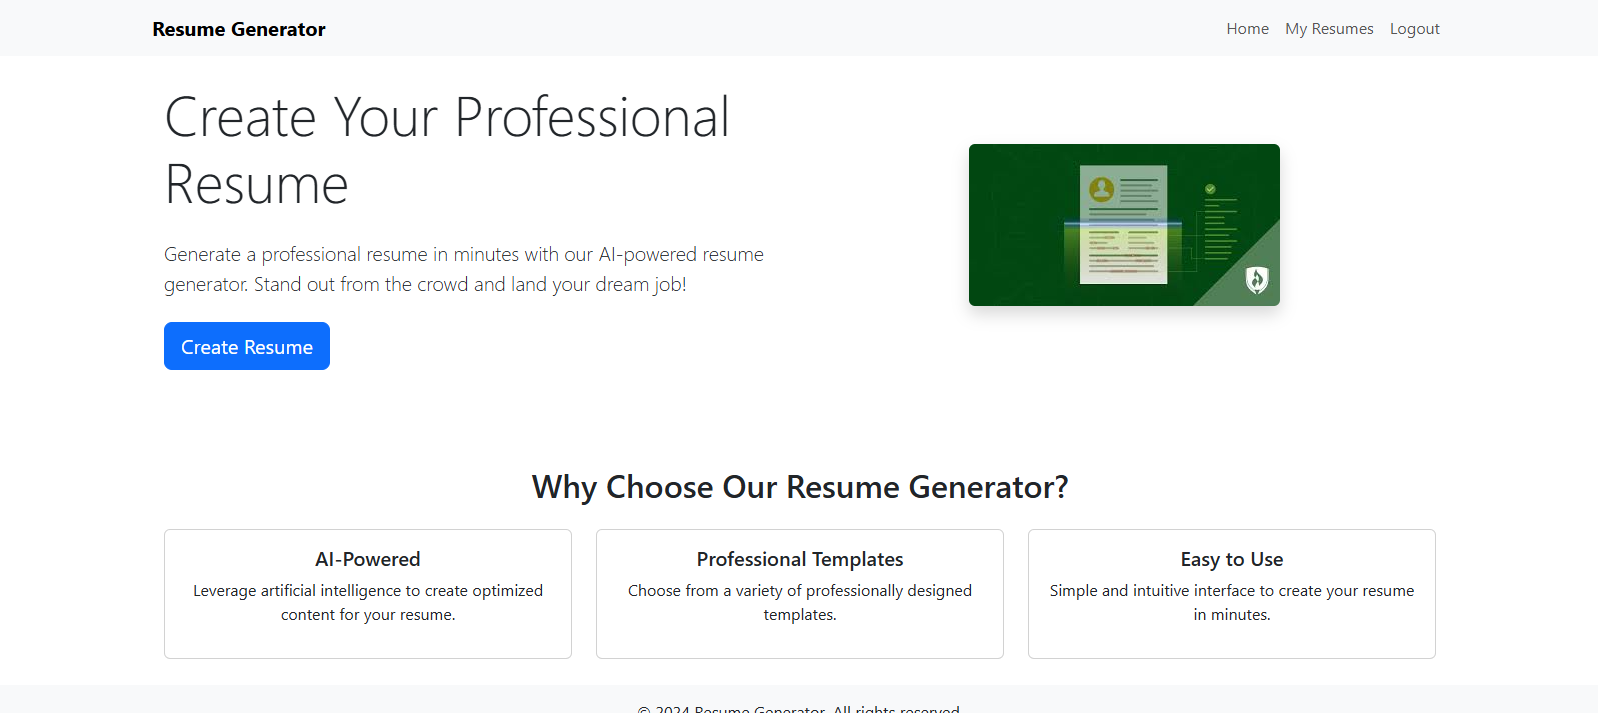 Resume Generator
Home
My Resumes
Logout
Create Your Professional
Resume
Generate a professional resume in minutes with our AI-powered resume
generator. Stand out from the crowd and land your dream job!
Create Resume
Why Choose Our Resume Generator?
AI-Powered
Leverage artificial intelligence to create optimized
content for your resume.
Professional Templates
Choose from a variety of professionally designed
templates.
Easy to Use
Simple and intuitive interface to create your resume
in minutes.
© 2024 Resume Generator. All rights reserved.